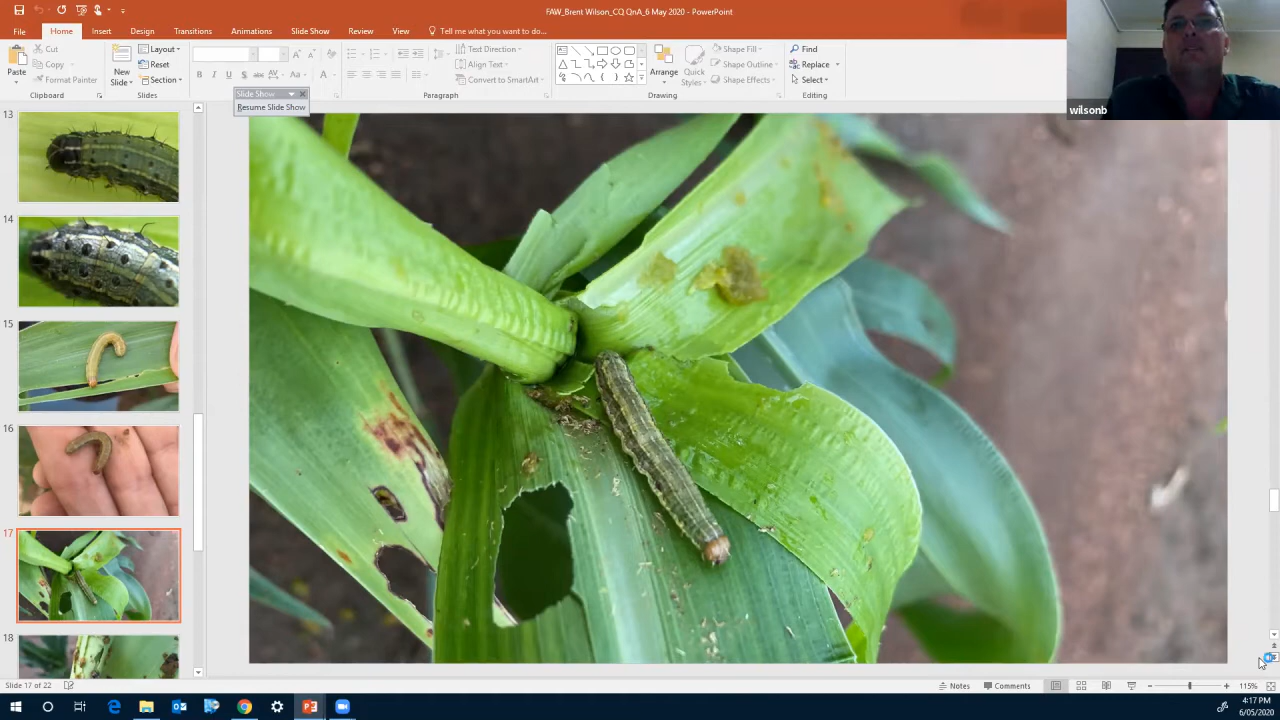 FAW_Brent Wilson_CQ QnA_6 May 2020 - PowerPoint
File Home Insert Design Transitions Animations Slide Show Review View Tell me what you want to do...
Paste
Cut
Copy
Format Painter
Clipboard
New Slide
Layout
Reset
Section
Slides
B I U S abc AV Aa A
Paragraph
Text Direction
Align Text
Convert to SmartArt
Arrange
Quick Styles
Drawing
Shape Fill
Shape Outline
Shape Effects
Find
Replace
Select
Editing
Slide Show
Resume Slide Show
wilsonb
13
14
15
16
17
18
Slide 17 of 22
Notes
Comments
115%
4:17 PM
6/05/2020